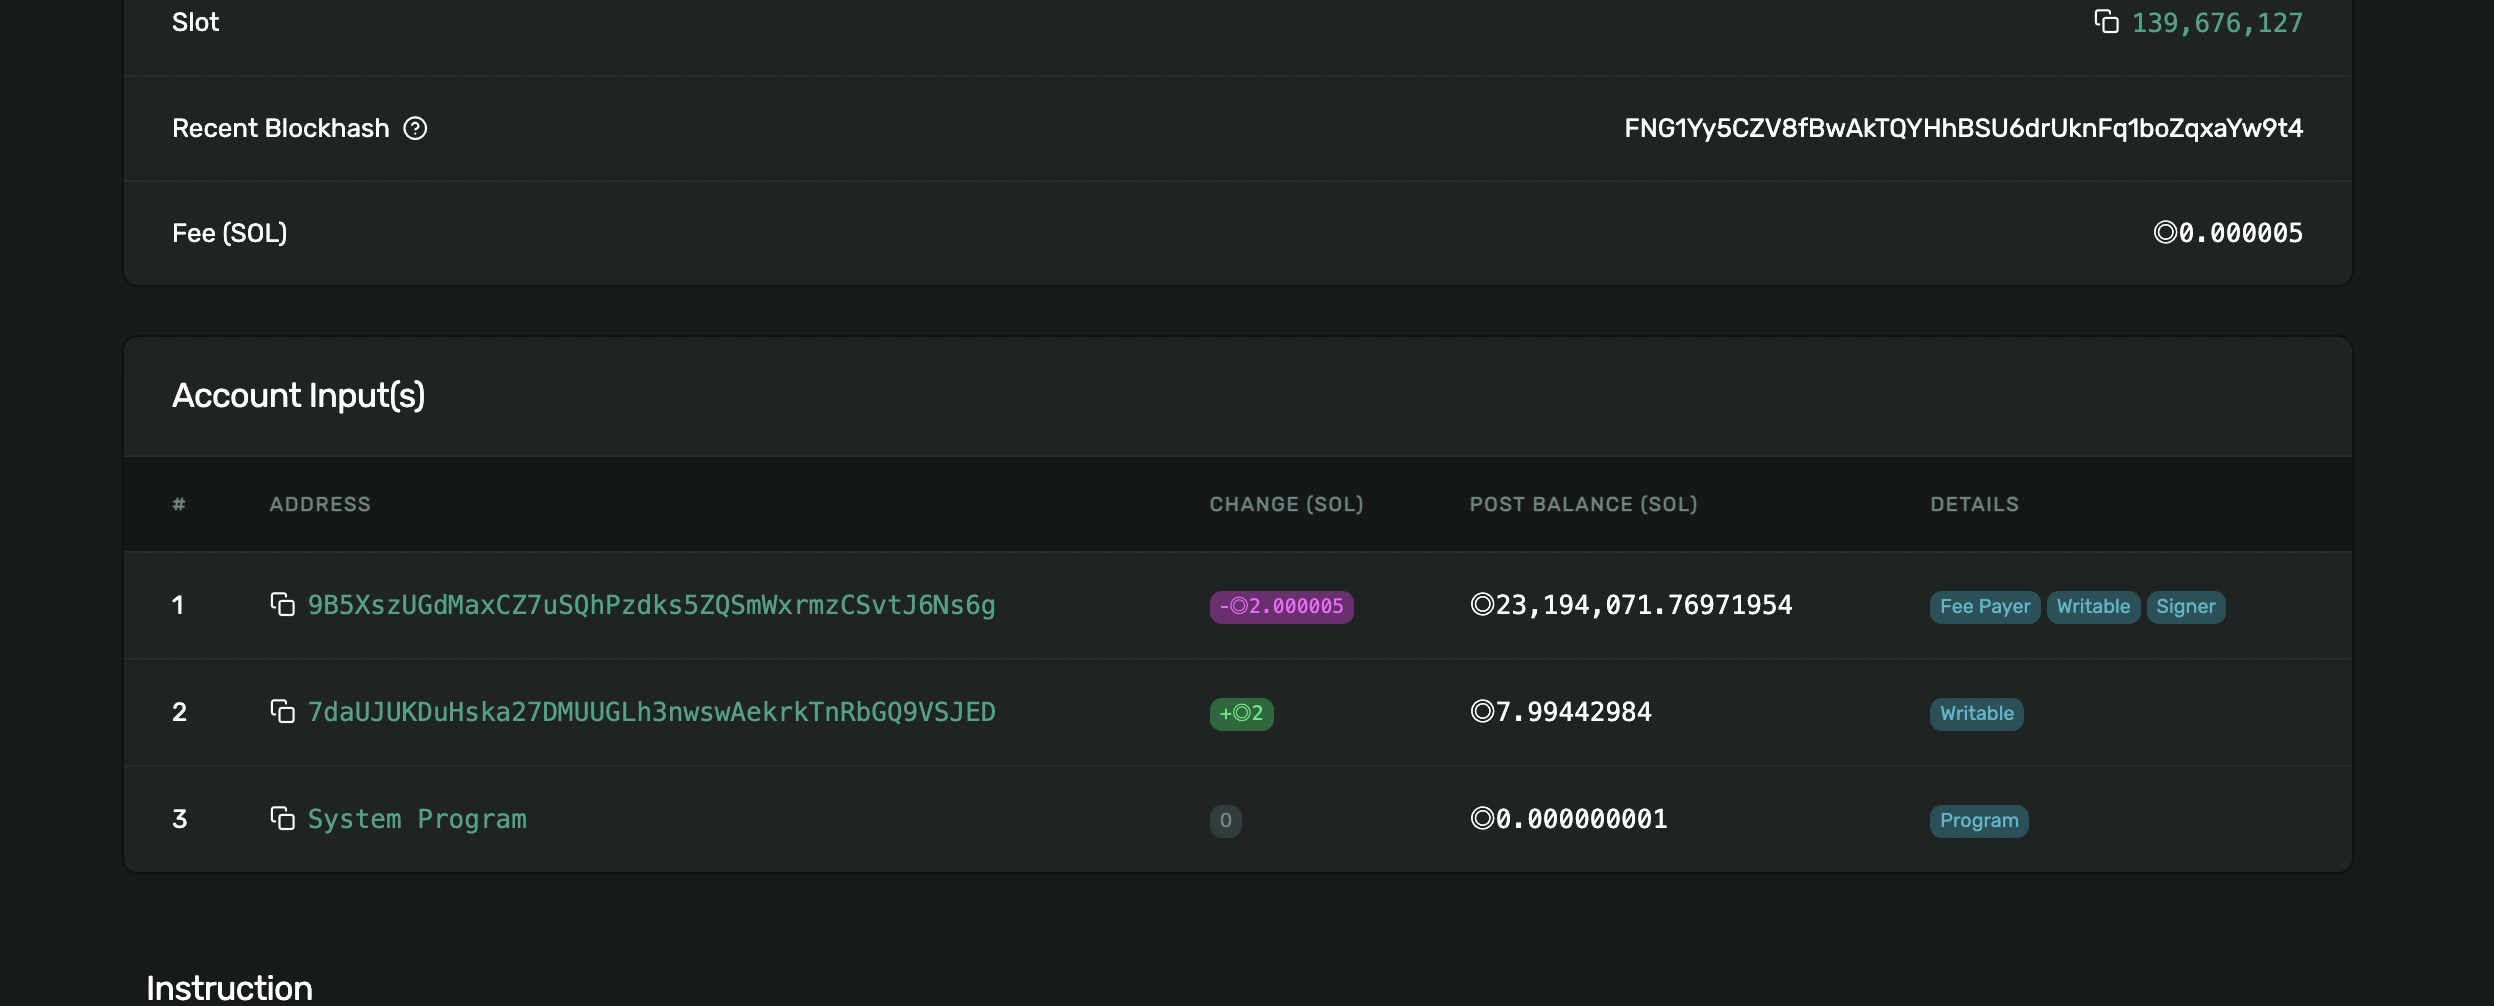 Slot 139,676,127
Recent Blockhash FNG1Yy5CZV8fBwAkTQYHhBSU6drUknFq1boZqxaYw9t4
Fee (SOL) ◎0.000005
Account Input(s)
# ADDRESS CHANGE (SOL) POST BALANCE (SOL) DETAILS
1 9B5XszUGdMaxCZ7uSQhPzdks5ZQSmWxrmzCSvtJ6Ns6g -◎2.000005 ◎23,194,071.76971954 Fee Payer Writable Signer
2 7daUJUKDuHska27DMUUGLh3nwswAekrkTnRbGQ9VSJED +◎2 ◎7.99442984 Writable
3 System Program 0 ◎0.000000001 Program
Instruction